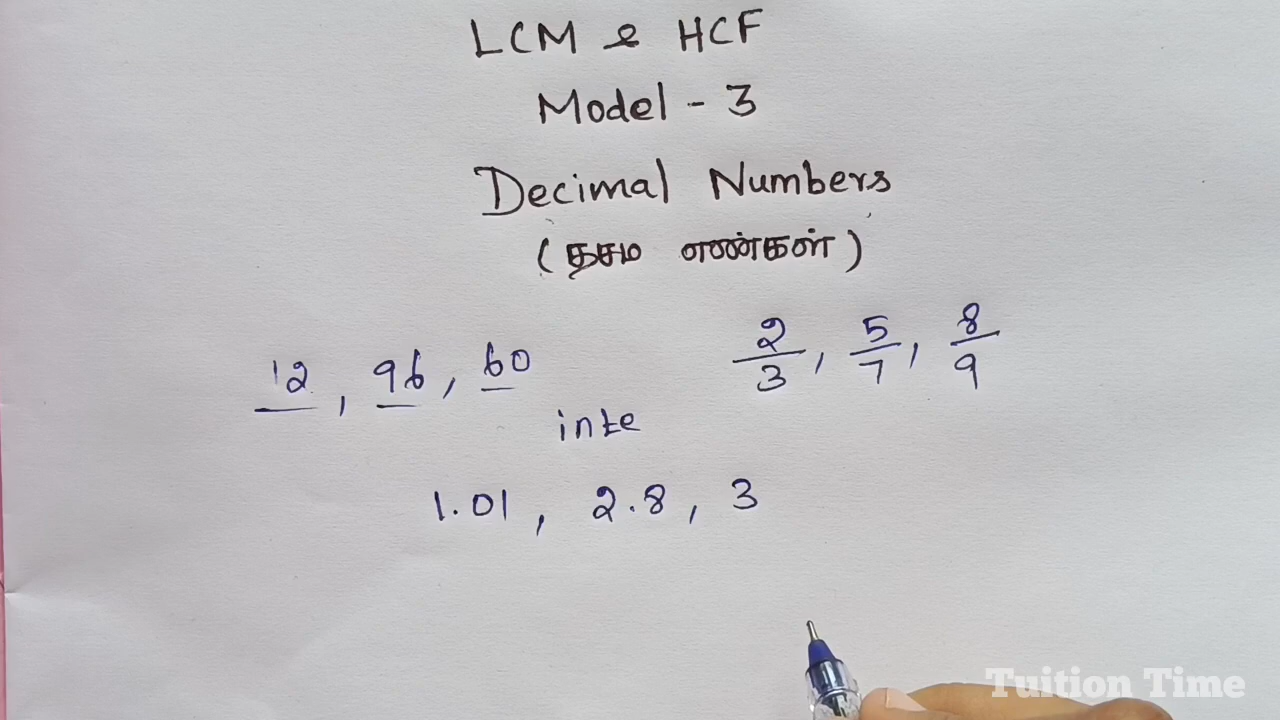 LCM & HCF
Model - 3
Decimal Numbers
(தசம எண்கள்)
12, 96, 60
2/3, 5/7, 8/9
inte
1.01, 2.8, 3
Tuition Time